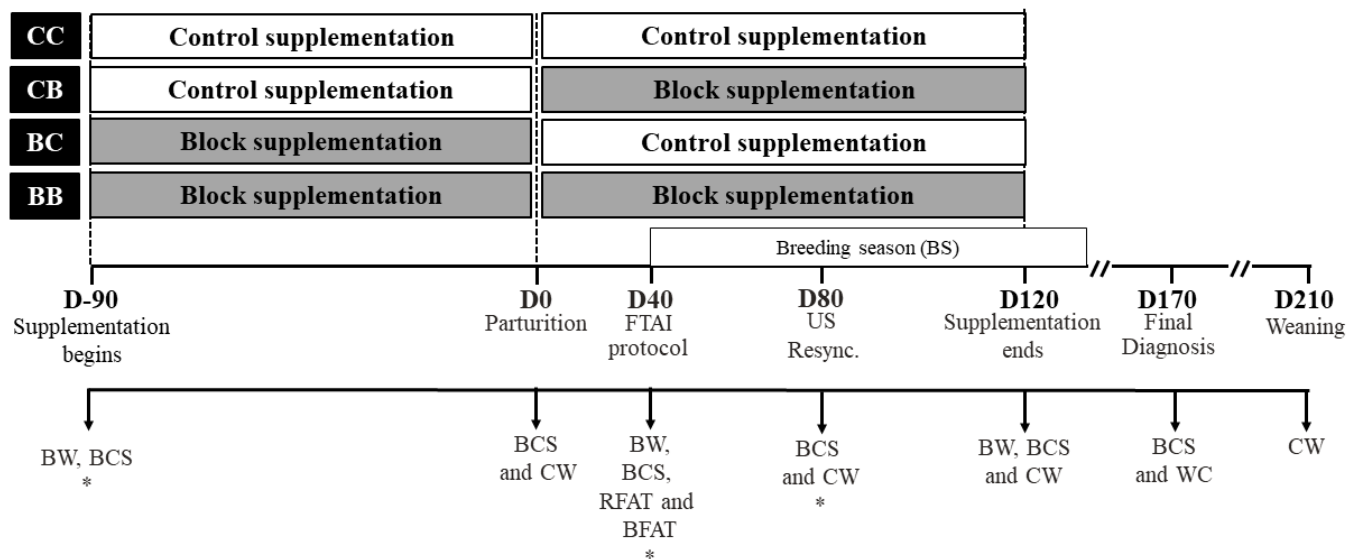 CC Control supplementation Control supplementation
CB Control supplementation Block supplementation
BC Block supplementation Control supplementation
BB Block supplementation Block supplementation
Breeding season (BS)
D-90 D0 D40 D80 D120 D170 D210
Supplementation Parturition FTAI US Supplementation Final Weaning
begins protocol Resync. ends Diagnosis
BW, BCS BCS BW, BCS BW, BCS BCS CW
* and CW BCS, and CW and CW and WC
RFAT and *
BFAT
*